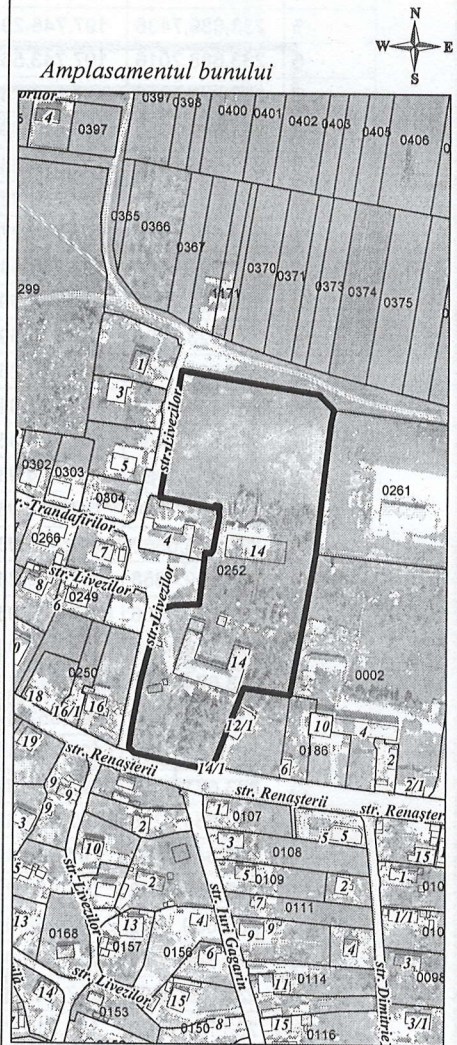 N
W E
S
Amplasamentul bunului
4 0397
0397 0398 0400 0401 0402 0403 0405 0406
0365 0366 0367 1171 0370 0371 0373 0374 0375
299
1
3
str. Livezilor
5
0302 0303 0304
0261
r. Trandafirilor
0266
4
14
0252
7
str. Livezilor
8 0249
6
str. Livezilor
14
0002
0250
18 16/1 16
12/1
10 4
0186 2
19
str. Renașterii
14/1
6
2/1
str. Renașterii
str. Renașter
9 9
3 9
2
1 0107
3
5 5
15
10
0108
5 0109
2
1
010
str. Livezilor
2
7 0111
1/1
13 13
4
9 9
010
0168 0157 0156 6
str. Iuri Gagarin
4
3
0098
0114
11
str. Livezilor
14
15
str. Dimitrie
0153
0150 8 15 0116
3/1